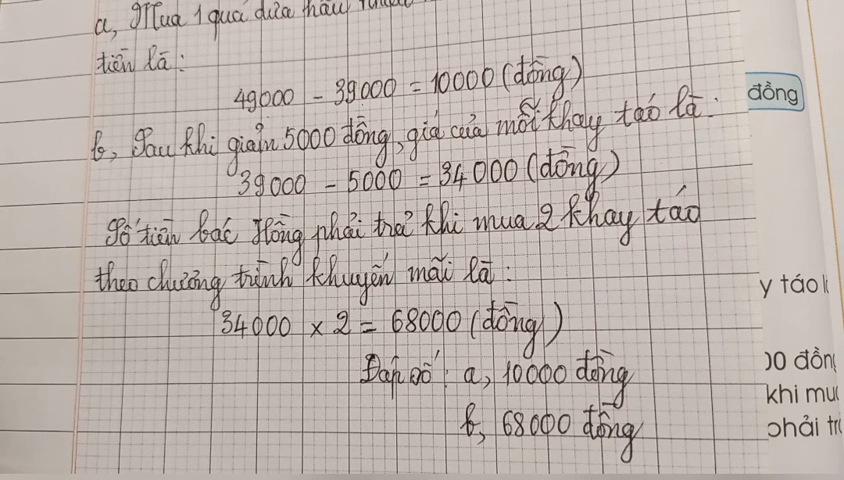 a, Mua 1 quả dưa hấu
tiền là:
49000 - 39000 = 10000 (đồng)
b, Sau khi giảm 5000 đồng, giá của mỗi khay táo là:
39000 - 5000 = 34000 (đồng)
Số tiền bác Hồng phải trả khi mua 2 khay táo
theo chương trình khuyến mãi là:
34000 x 2 = 68000 (đồng)
Đáp số: a, 10000 đồng
b, 68000 đồng
đồng
y táo
00 đồng
khi mu
phải tr